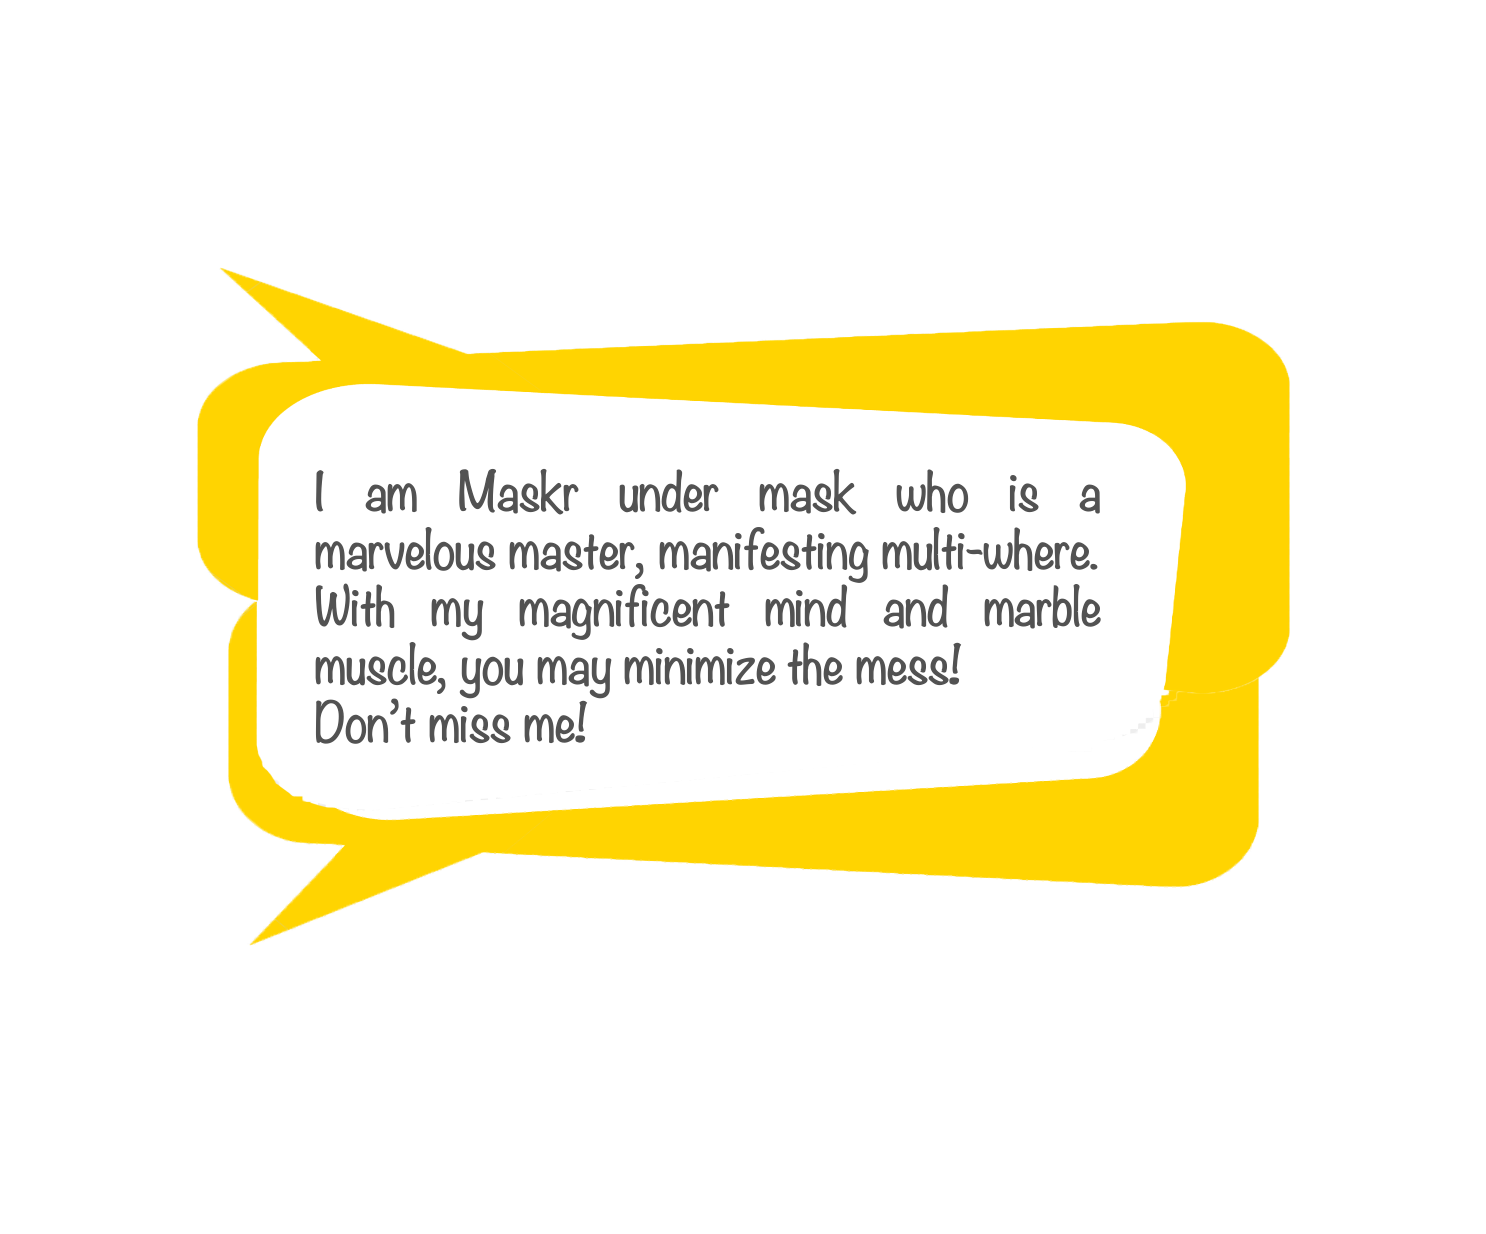 I am Maskr under mask who is a
marvelous master, manifesting multi-where.
With my magnificent mind and marble
muscle, you may minimize the mess!
Don’t miss me!